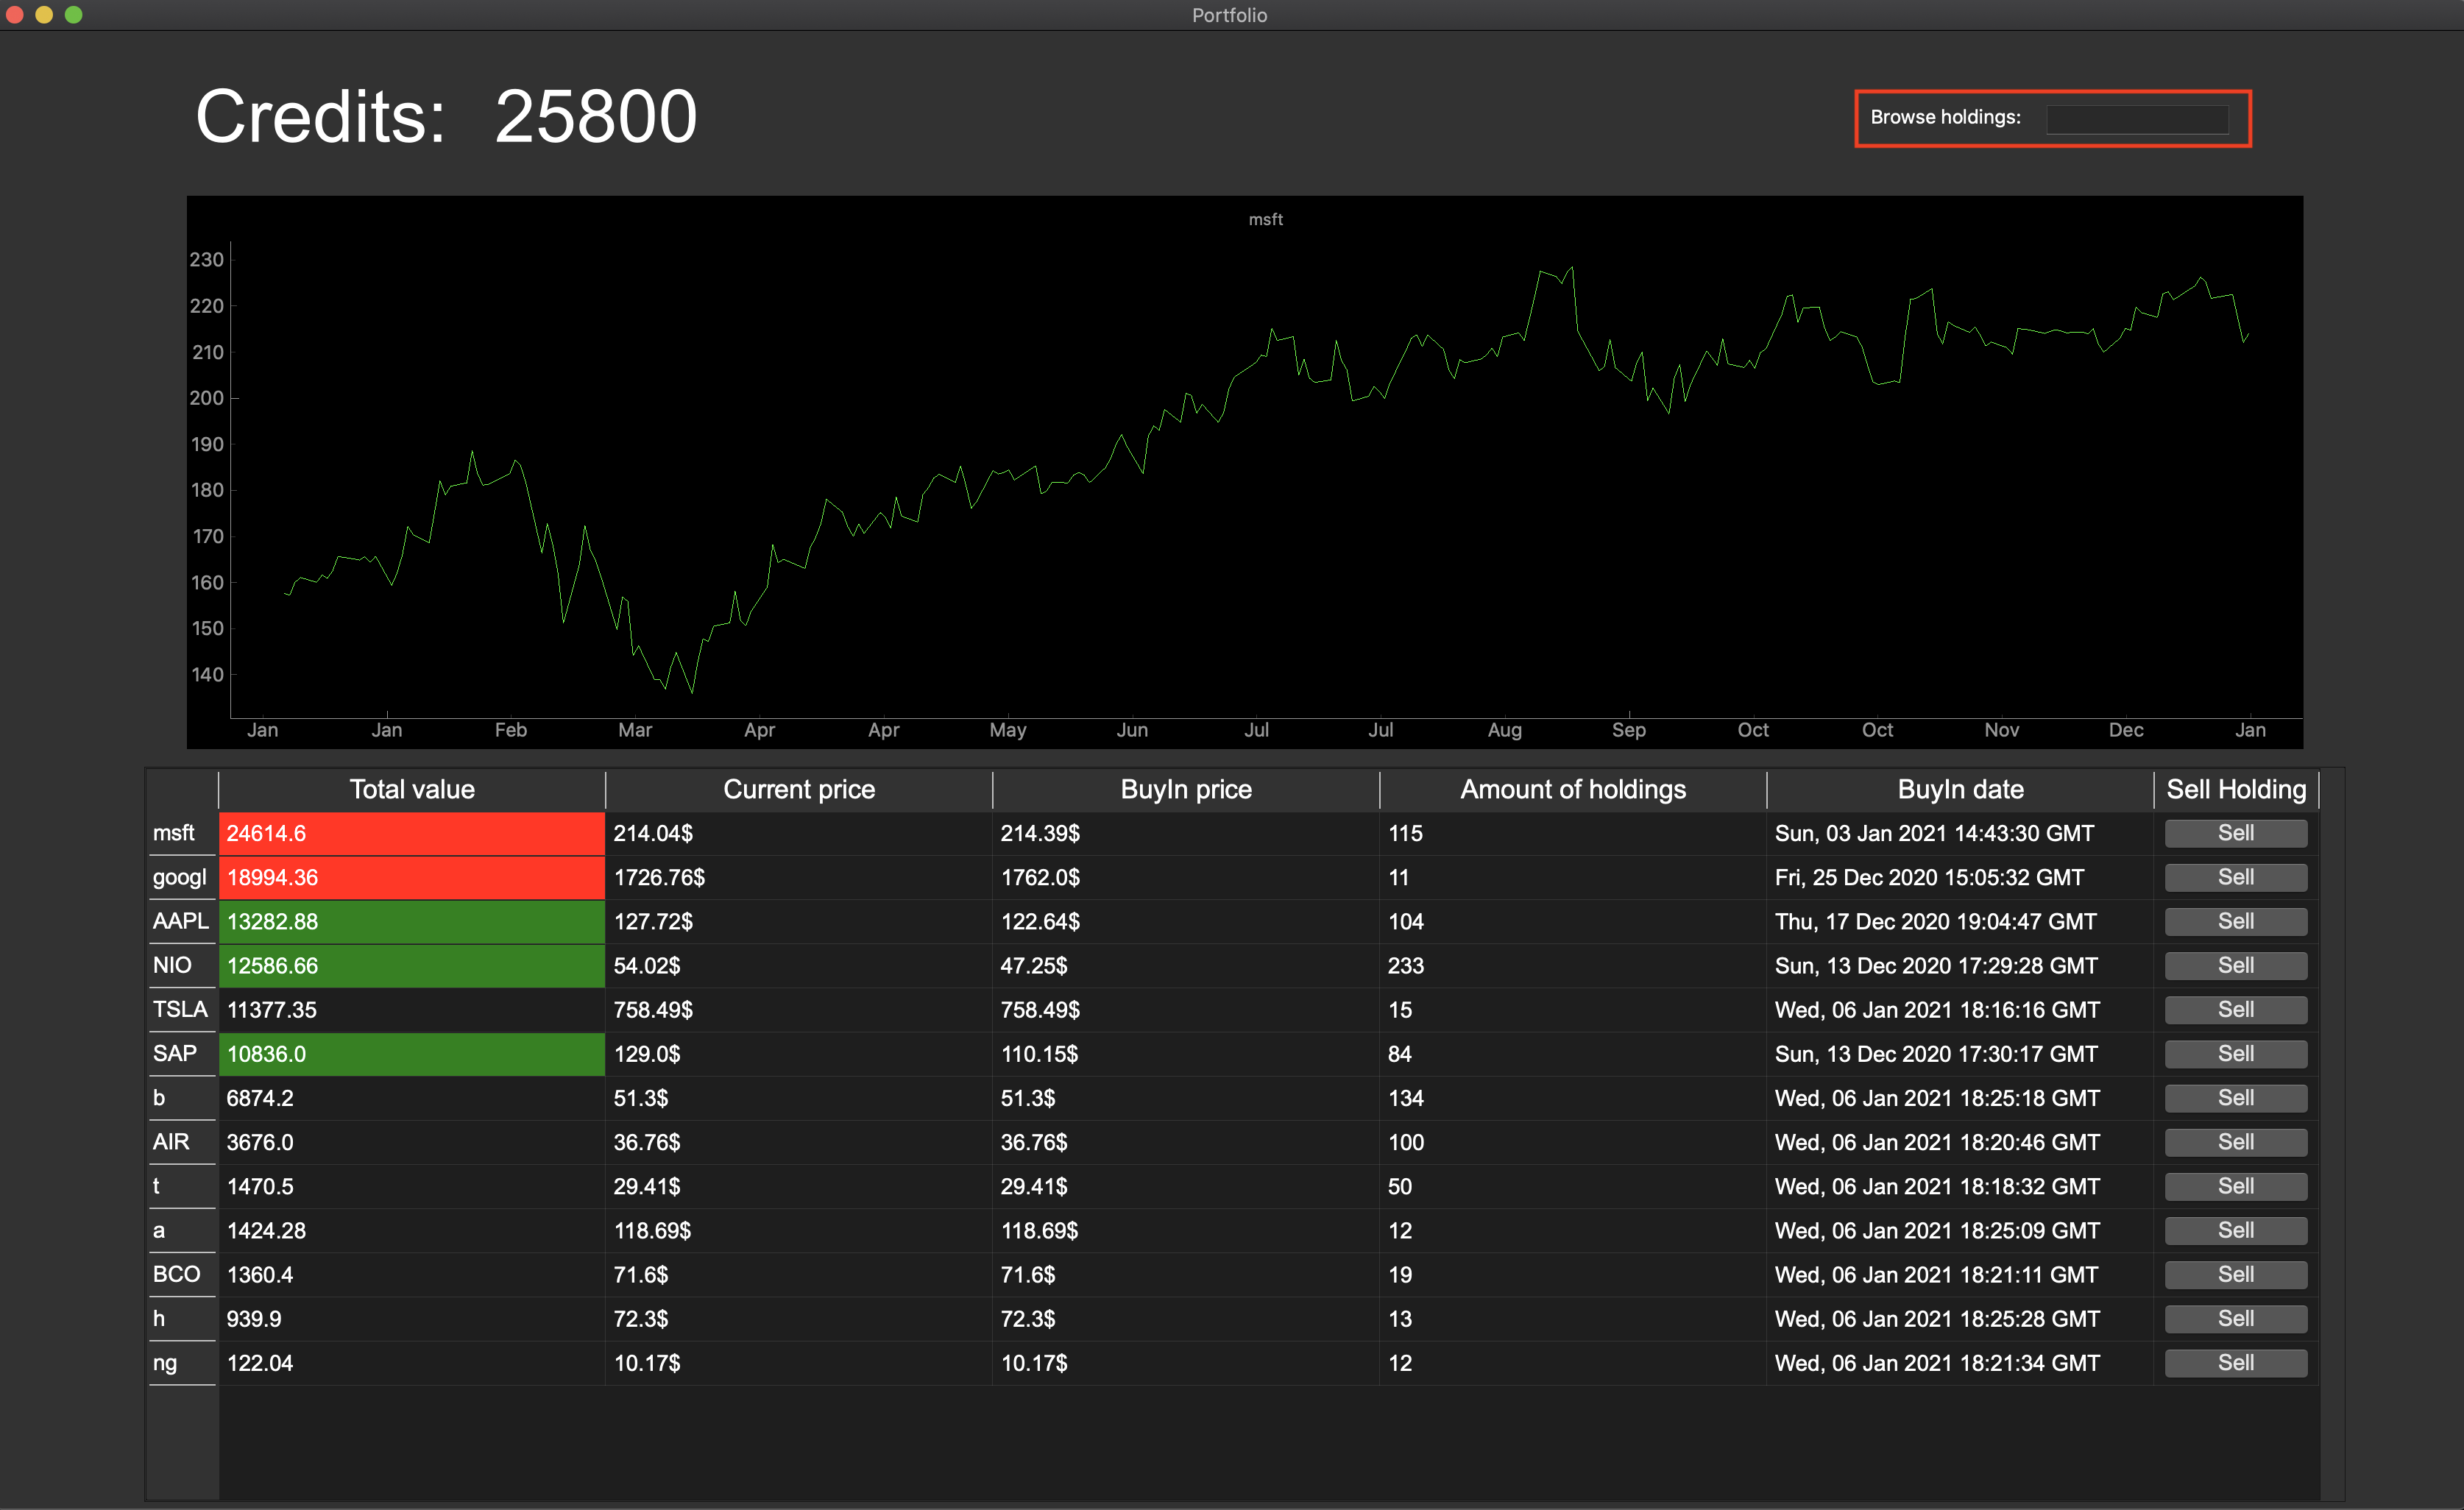 Portfolio
Credits: 25800
Browse holdings:
msft
230
220
210
200
190
180
170
160
150
140
Jan Jan Feb Mar Apr Apr May Jun Jul Jul Aug Sep Oct Oct Nov Dec Jan
Total value Current price BuyIn price Amount of holdings BuyIn date Sell Holding
msft 24614.6 214.04$ 214.39$ 115 Sun, 03 Jan 2021 14:43:30 GMT Sell
googl 18994.36 1726.76$ 1762.0$ 11 Fri, 25 Dec 2020 15:05:32 GMT Sell
AAPL 13282.88 127.72$ 122.64$ 104 Thu, 17 Dec 2020 19:04:47 GMT Sell
NIO 12586.66 54.02$ 47.25$ 233 Sun, 13 Dec 2020 17:29:28 GMT Sell
TSLA 11377.35 758.49$ 758.49$ 15 Wed, 06 Jan 2021 18:16:16 GMT Sell
SAP 10836.0 129.0$ 110.15$ 84 Sun, 13 Dec 2020 17:30:17 GMT Sell
b 6874.2 51.3$ 51.3$ 134 Wed, 06 Jan 2021 18:25:18 GMT Sell
AIR 3676.0 36.76$ 36.76$ 100 Wed, 06 Jan 2021 18:20:46 GMT Sell
t 1470.5 29.41$ 29.41$ 50 Wed, 06 Jan 2021 18:18:32 GMT Sell
a 1424.28 118.69$ 118.69$ 12 Wed, 06 Jan 2021 18:25:09 GMT Sell
BCO 1360.4 71.6$ 71.6$ 19 Wed, 06 Jan 2021 18:21:11 GMT Sell
h 939.9 72.3$ 72.3$ 13 Wed, 06 Jan 2021 18:25:28 GMT Sell
ng 122.04 10.17$ 10.17$ 12 Wed, 06 Jan 2021 18:21:34 GMT Sell